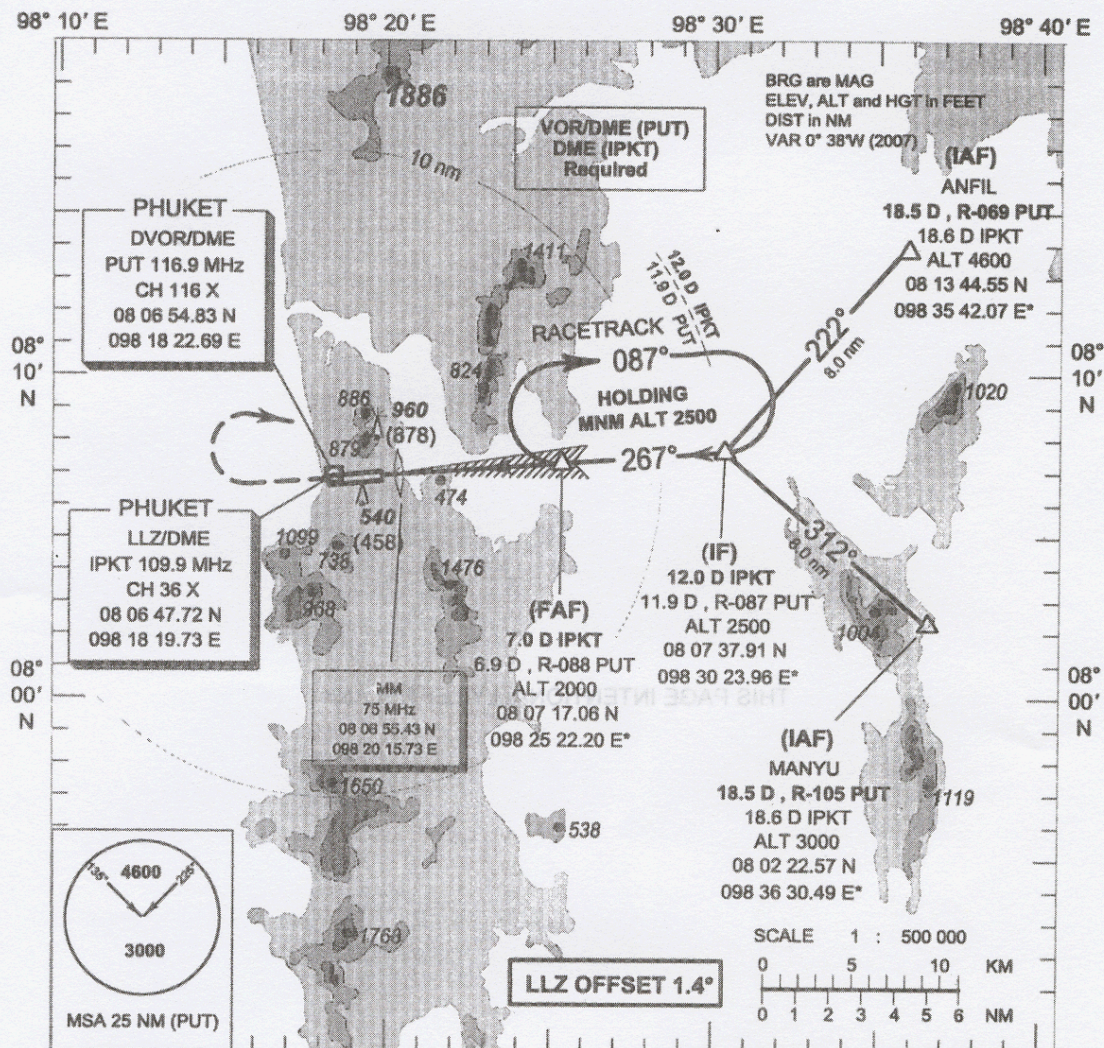 98° 10' E
98° 20' E
98° 30' E
98° 40' E
1886
VOR/DME (PUT)
DME (IPKT)
Required
BRG are MAG
ELEV, ALT and HGT in FEET
DIST in NM
VAR 0° 38'W (2007)
10 nm
(IAF)
ANFIL
18.5 D , R-069 PUT
18.6 D IPKT
ALT 4600
08 13 44.55 N
098 35 42.07 E*
PHUKET
DVOR/DME
PUT 116.9 MHz
CH 116 X
08 06 54.83 N
098 18 22.69 E
1411
12.0 D IPKT
11.9 D PUT
RACETRACK
087°
222°
8.0 nm
08°
10'
N
08°
10'
N
824
HOLDING
MNM ALT 2500
1020
886
960
(878)
879
267°
474
540
(458)
312°
8.0 nm
PHUKET
LLZ/DME
IPKT 109.9 MHz
CH 36 X
08 06 47.72 N
098 18 19.73 E
1099
738
968
1476
(IF)
12.0 D IPKT
11.9 D , R-087 PUT
ALT 2500
08 07 37.91 N
098 30 23.96 E*
1004
(FAF)
7.0 D IPKT
6.9 D , R-088 PUT
ALT 2000
08 07 17.06 N
098 25 22.20 E*
08°
00'
N
08°
00'
N
MM
75 MHz
08 06 55.43 N
098 20 15.73 E
THIS PAGE INTENTIONALLY
(IAF)
MANYU
18.5 D , R-105 PUT
18.6 D IPKT
ALT 3000
08 02 22.57 N
098 36 30.49 E*
1119
1650
538
1768
135°
4600
225°
3000
MSA 25 NM (PUT)
LLZ OFFSET 1.4°
SCALE 1 : 500 000
0 5 10 KM
0 1 2 3 4 5 6 NM